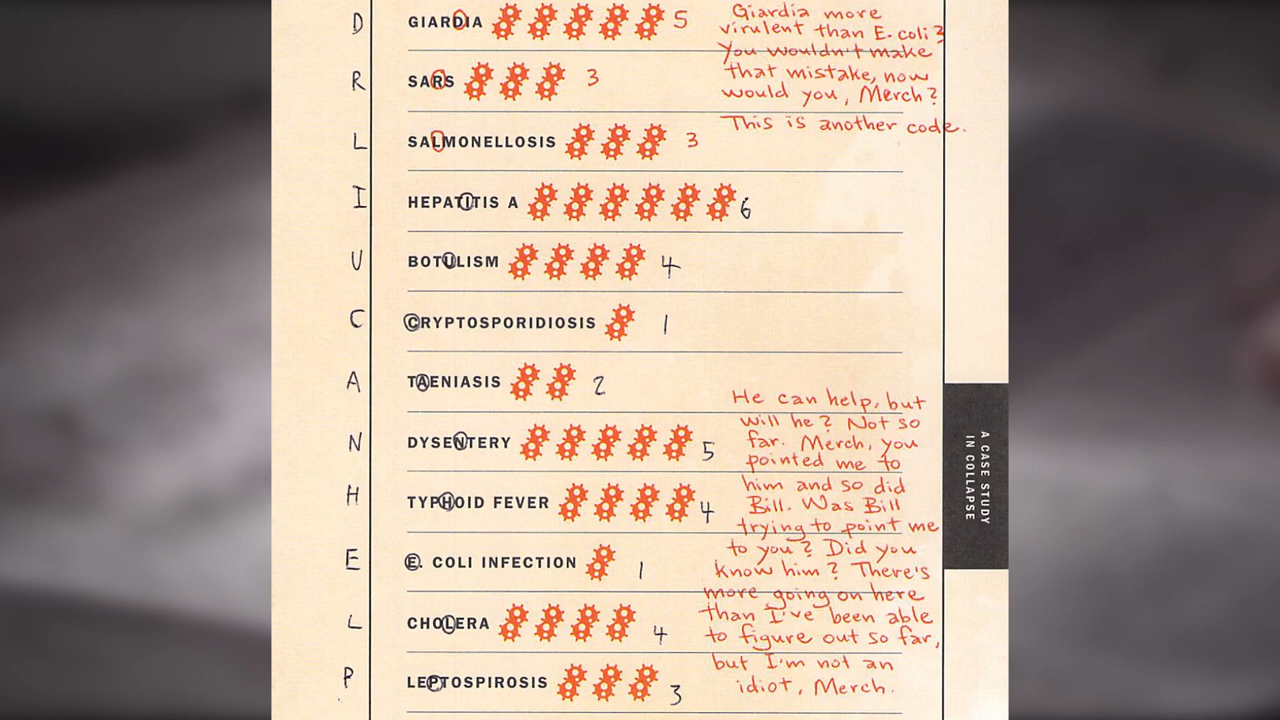 D GIARDIA 5
R SARS 3
L SALMONELLOSIS 3
I HEPATITIS A 6
U BOTULISM 4
C CRYPTOSPORIDIOSIS 1
A TAENIASIS 2
N DYSENTERY 5
H TYPHOID FEVER 4
E E. COLI INFECTION 1
L CHOLERA 4
P LEPTOSPIROSIS 3
Giardia more
virulent than E. coli?
You wouldn't make
that mistake, now
would you, Merch?
This is another code.
He can help, but
will he? Not so
far. Merch, you
pointed me to
him and so did
Bill. Was Bill
trying to point me
to you? Did you
know him? There's
more going on here
than I've been able
to figure out so far,
but I'm not an
idiot, Merch.
A CASE STUDY
IN COLLAPSE